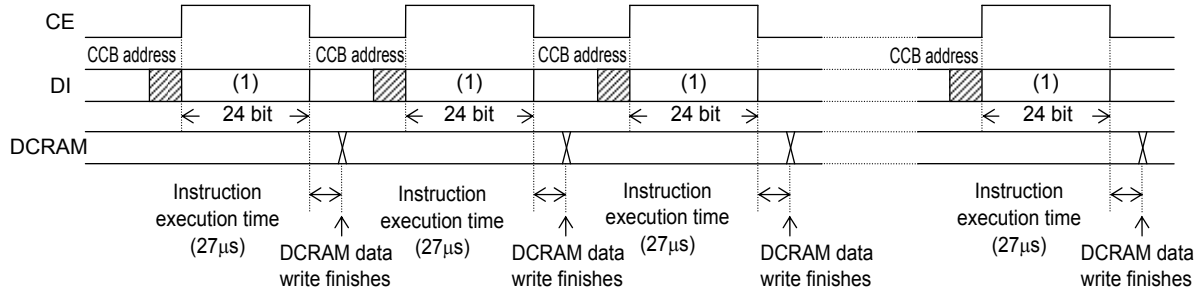 CE
CCB address CCB address CCB address CCB address
DI (1) (1) (1) (1)
24 bit 24 bit 24 bit 24 bit
DCRAM
Instruction Instruction Instruction Instruction
execution time execution time execution time execution time
(27μs) (27μs) (27μs) (27μs)
DCRAM data DCRAM data DCRAM data DCRAM data
write finishes write finishes write finishes write finishes